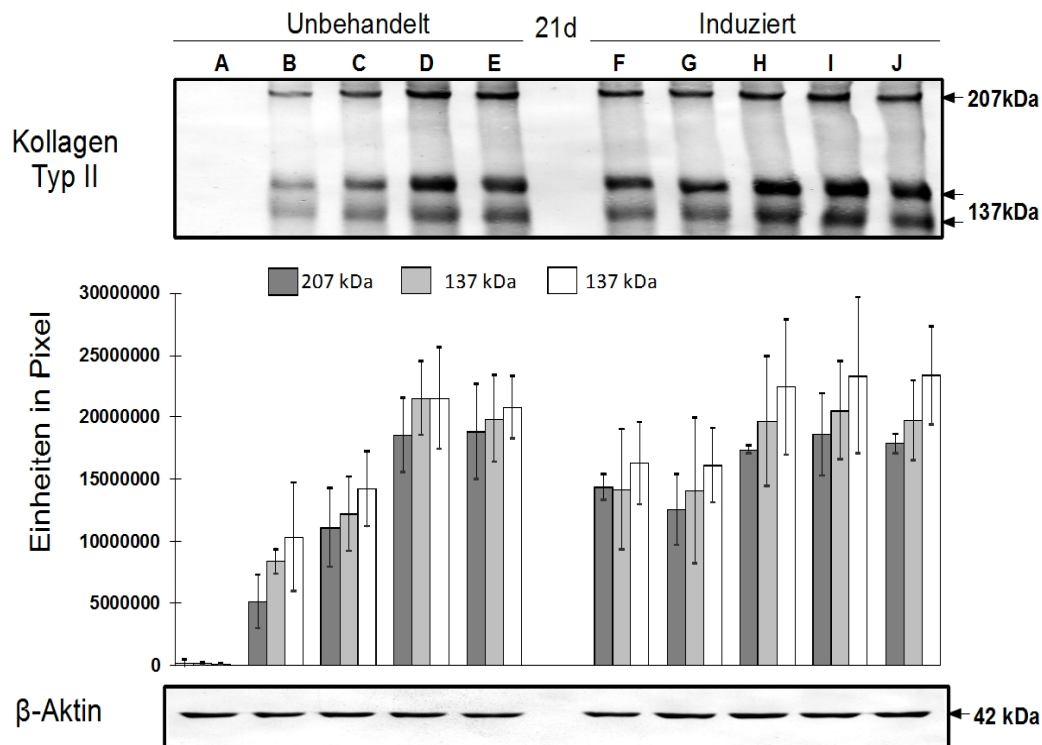 Unbehandelt 21d Induziert
A B C D E F G H I J
Kollagen
Typ II
207kDa
137kDa
207 kDa 137 kDa 137 kDa
Einheiten in Pixel
30000000
25000000
20000000
15000000
10000000
5000000
0
β-Aktin
42 kDa